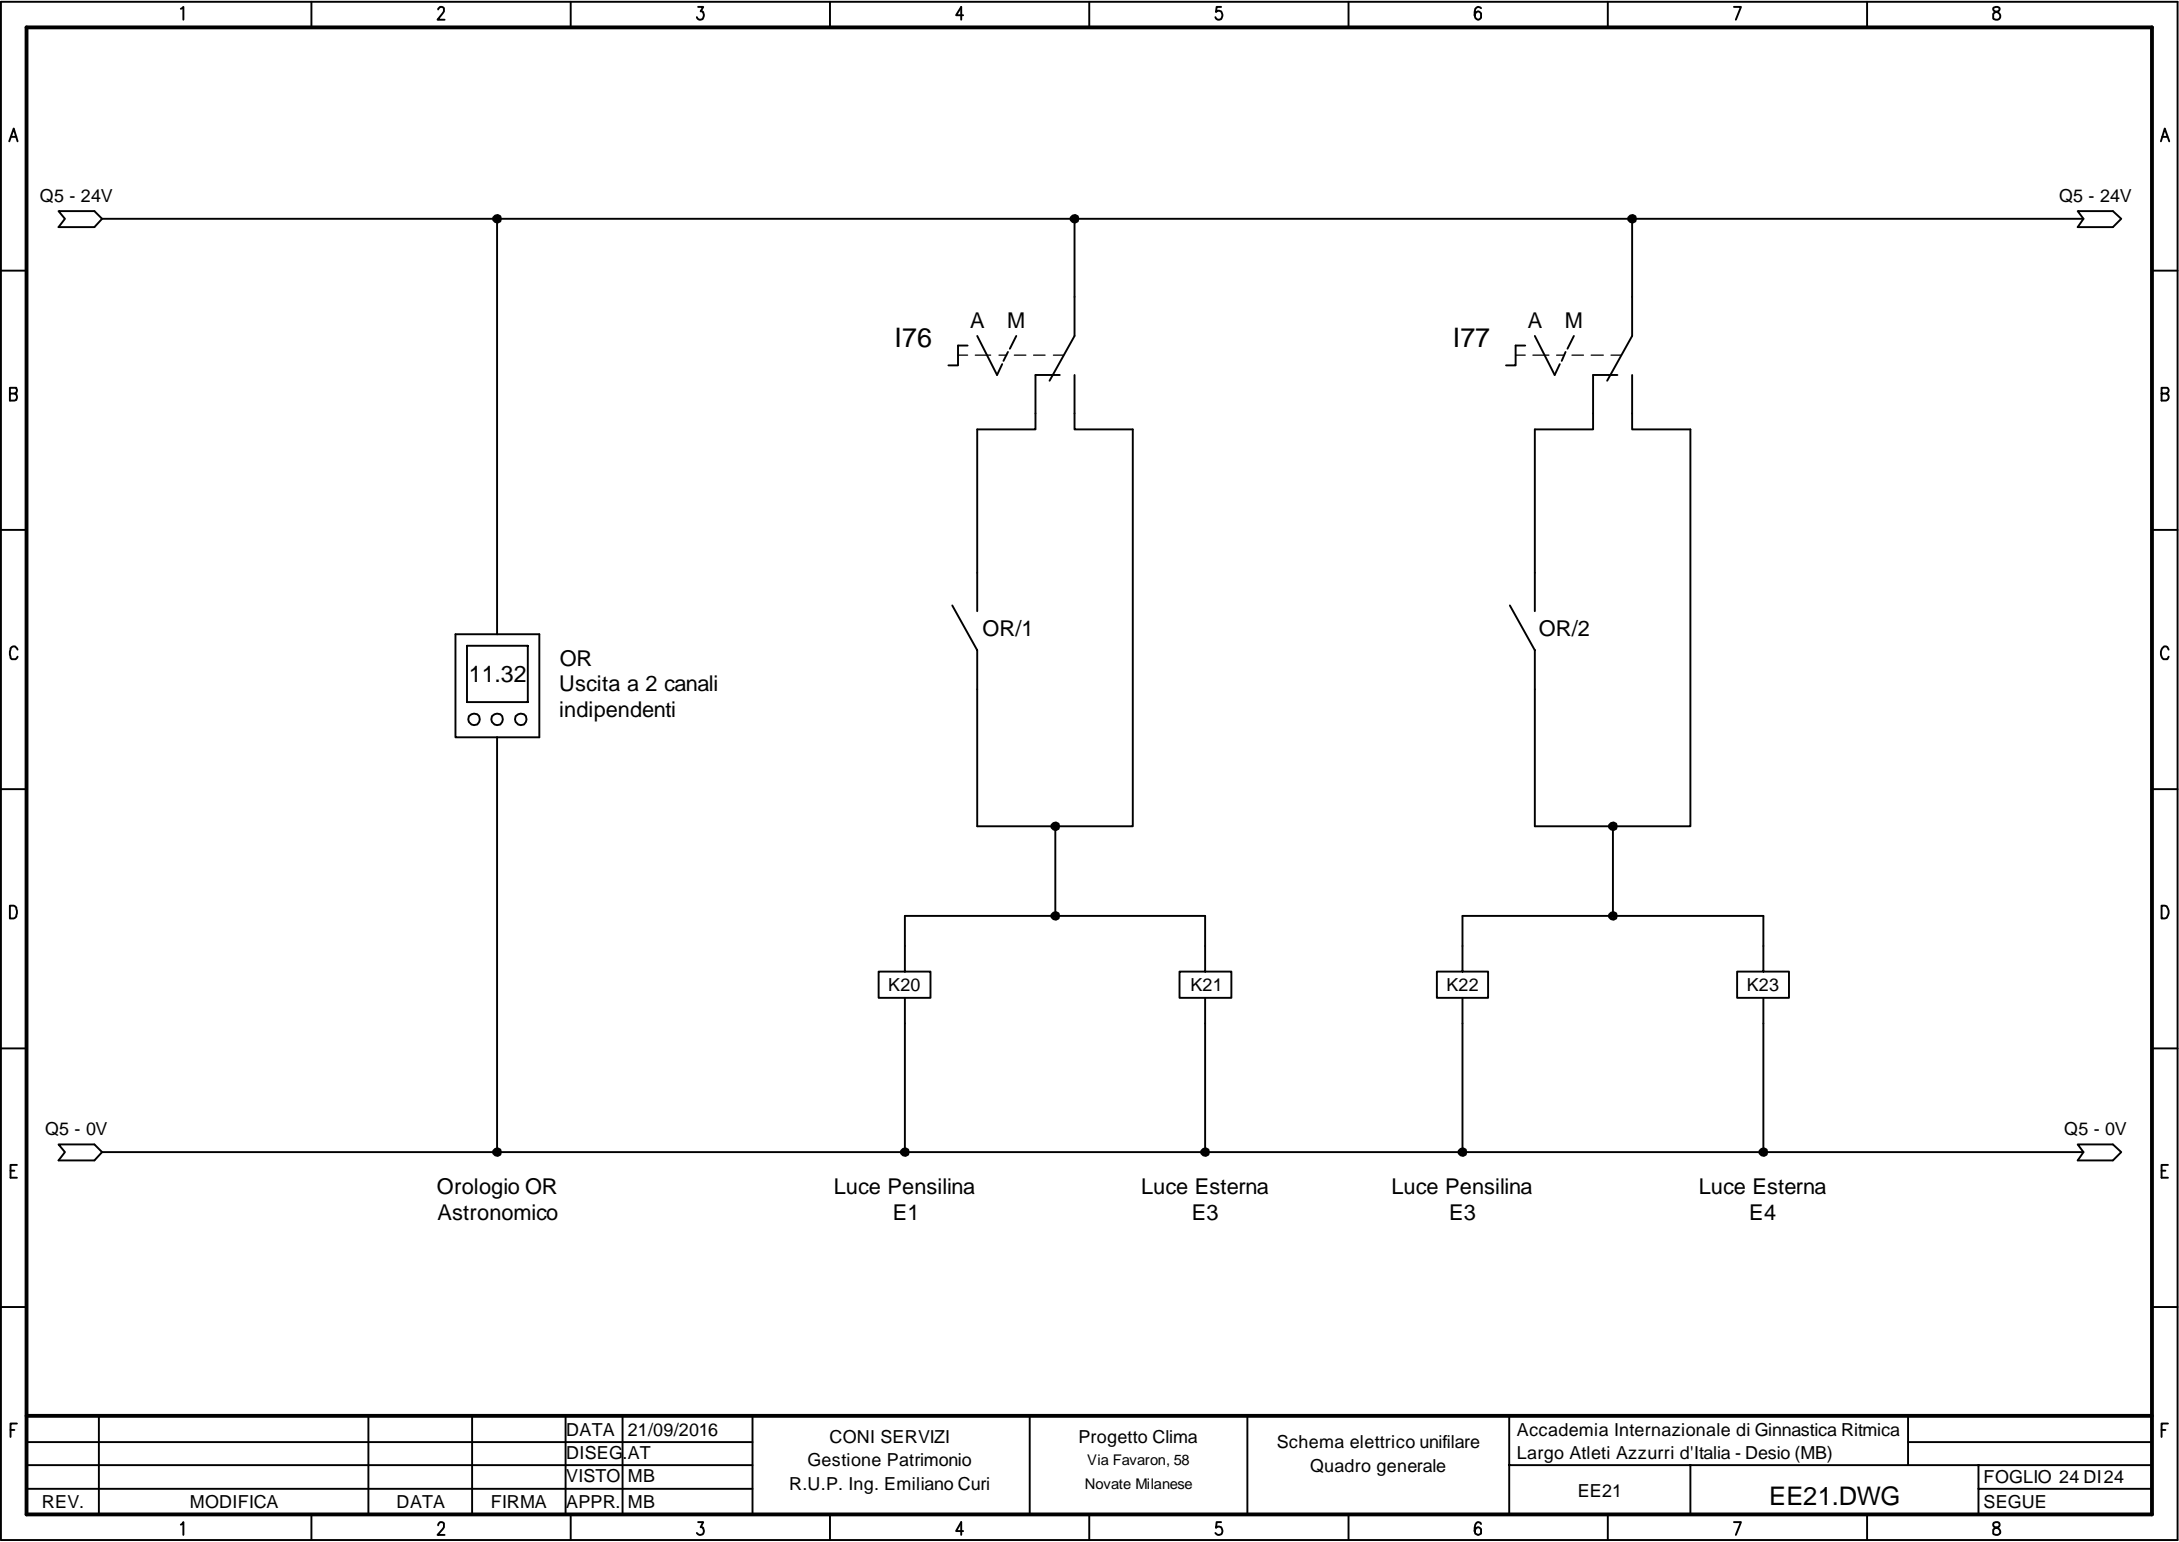 1 2 3 4 5 6 7 8
A A
Q5 - 24V Q5 - 24V
I76 A M I77 A M
B B
OR/1 OR/2
C C
11.32
OR
Uscita a 2 canali
indipendenti
D D
K20 K21 K22 K23
Q5 - 0V Q5 - 0V
E E
Orologio OR
Astronomico
Luce Pensilina
E1
Luce Esterna
E3
Luce Pensilina
E3
Luce Esterna
E4
F F
DATA 21/09/2016
DISEG. AT
VISTO MB
REV. MODIFICA DATA FIRMA APPR. MB
CONI SERVIZI
Gestione Patrimonio
R.U.P. Ing. Emiliano Curi
Progetto Clima
Via Favaron, 58
Novate Milanese
Schema elettrico unifilare
Quadro generale
Accademia Internazionale di Ginnastica Ritmica
Largo Atleti Azzurri d'Italia - Desio (MB)
EE21
EE21.DWG
FOGLIO 24 DI 24
SEGUE
1 2 3 4 5 6 7 8